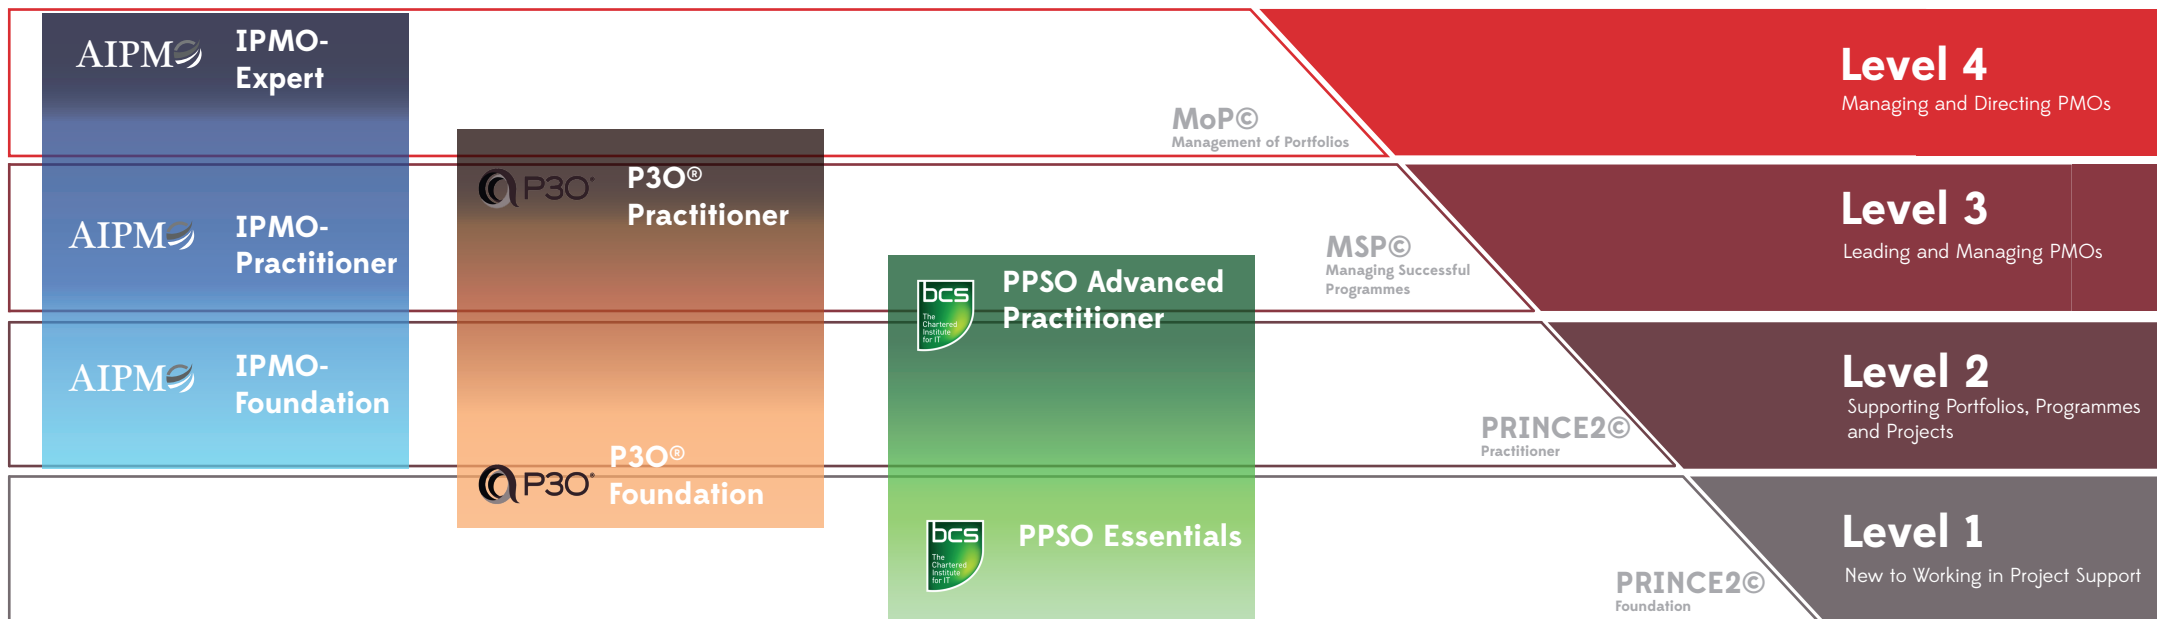 AIPMO
IPMO-
Expert
AIPMO
IPMO-
Practitioner
AIPMO
IPMO-
Foundation
P3O®
P3O®
Practitioner
P3O®
P3O®
Foundation
bcs
The
Chartered
Institute
for IT
PPSO Advanced
Practitioner
bcs
The
Chartered
Institute
for IT
PPSO Essentials
MoP©
Management of Portfolios
MSP©
Managing Successful
Programmes
PRINCE2©
Practitioner
PRINCE2©
Foundation
Level 4
Managing and Directing PMOs
Level 3
Leading and Managing PMOs
Level 2
Supporting Portfolios, Programmes
and Projects
Level 1
New to Working in Project Support